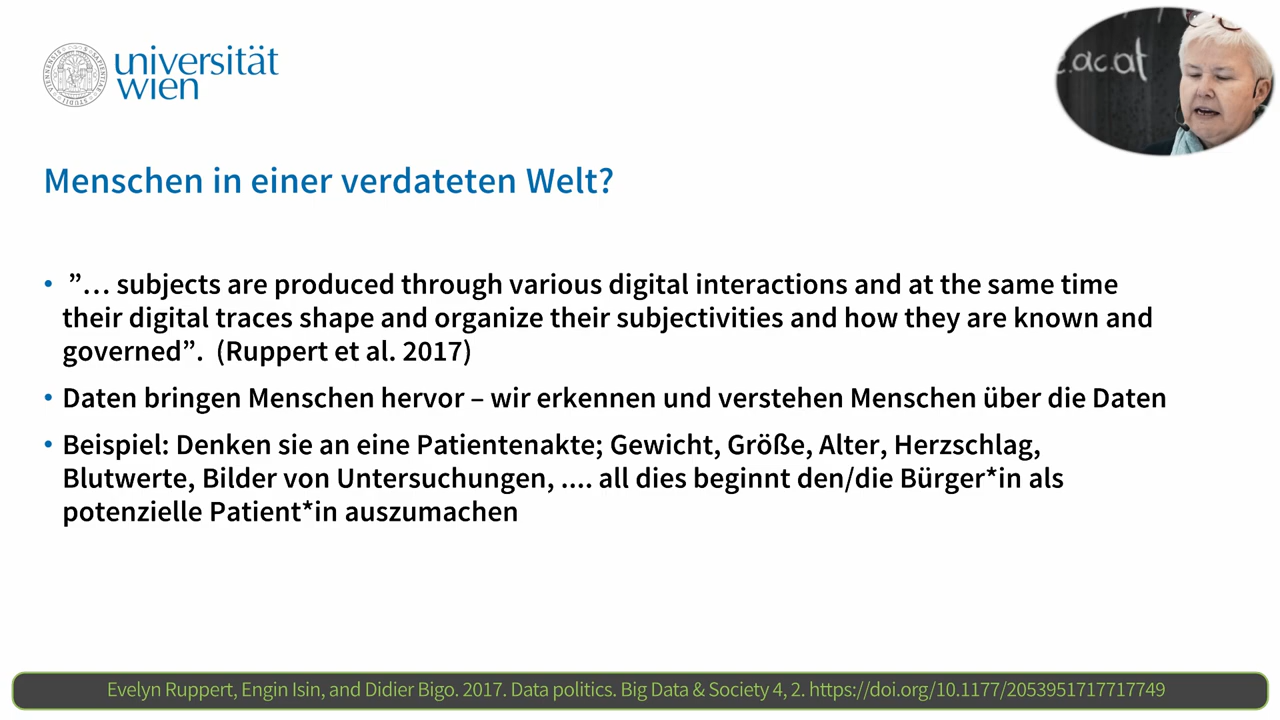 universität
wien
z.ac.at
Menschen in einer verdateten Welt?
• ”… subjects are produced through various digital interactions and at the same time
their digital traces shape and organize their subjectivities and how they are known and
governed”. (Ruppert et al. 2017)
• Daten bringen Menschen hervor – wir erkennen und verstehen Menschen über die Daten
• Beispiel: Denken sie an eine Patientenakte; Gewicht, Größe, Alter, Herzschlag,
Blutwerte, Bilder von Untersuchungen, .... all dies beginnt den/die Bürger*in als
potenzielle Patient*in auszumachen
Evelyn Ruppert, Engin Isin, and Didier Bigo. 2017. Data politics. Big Data & Society 4, 2. https://doi.org/10.1177/2053951717717749